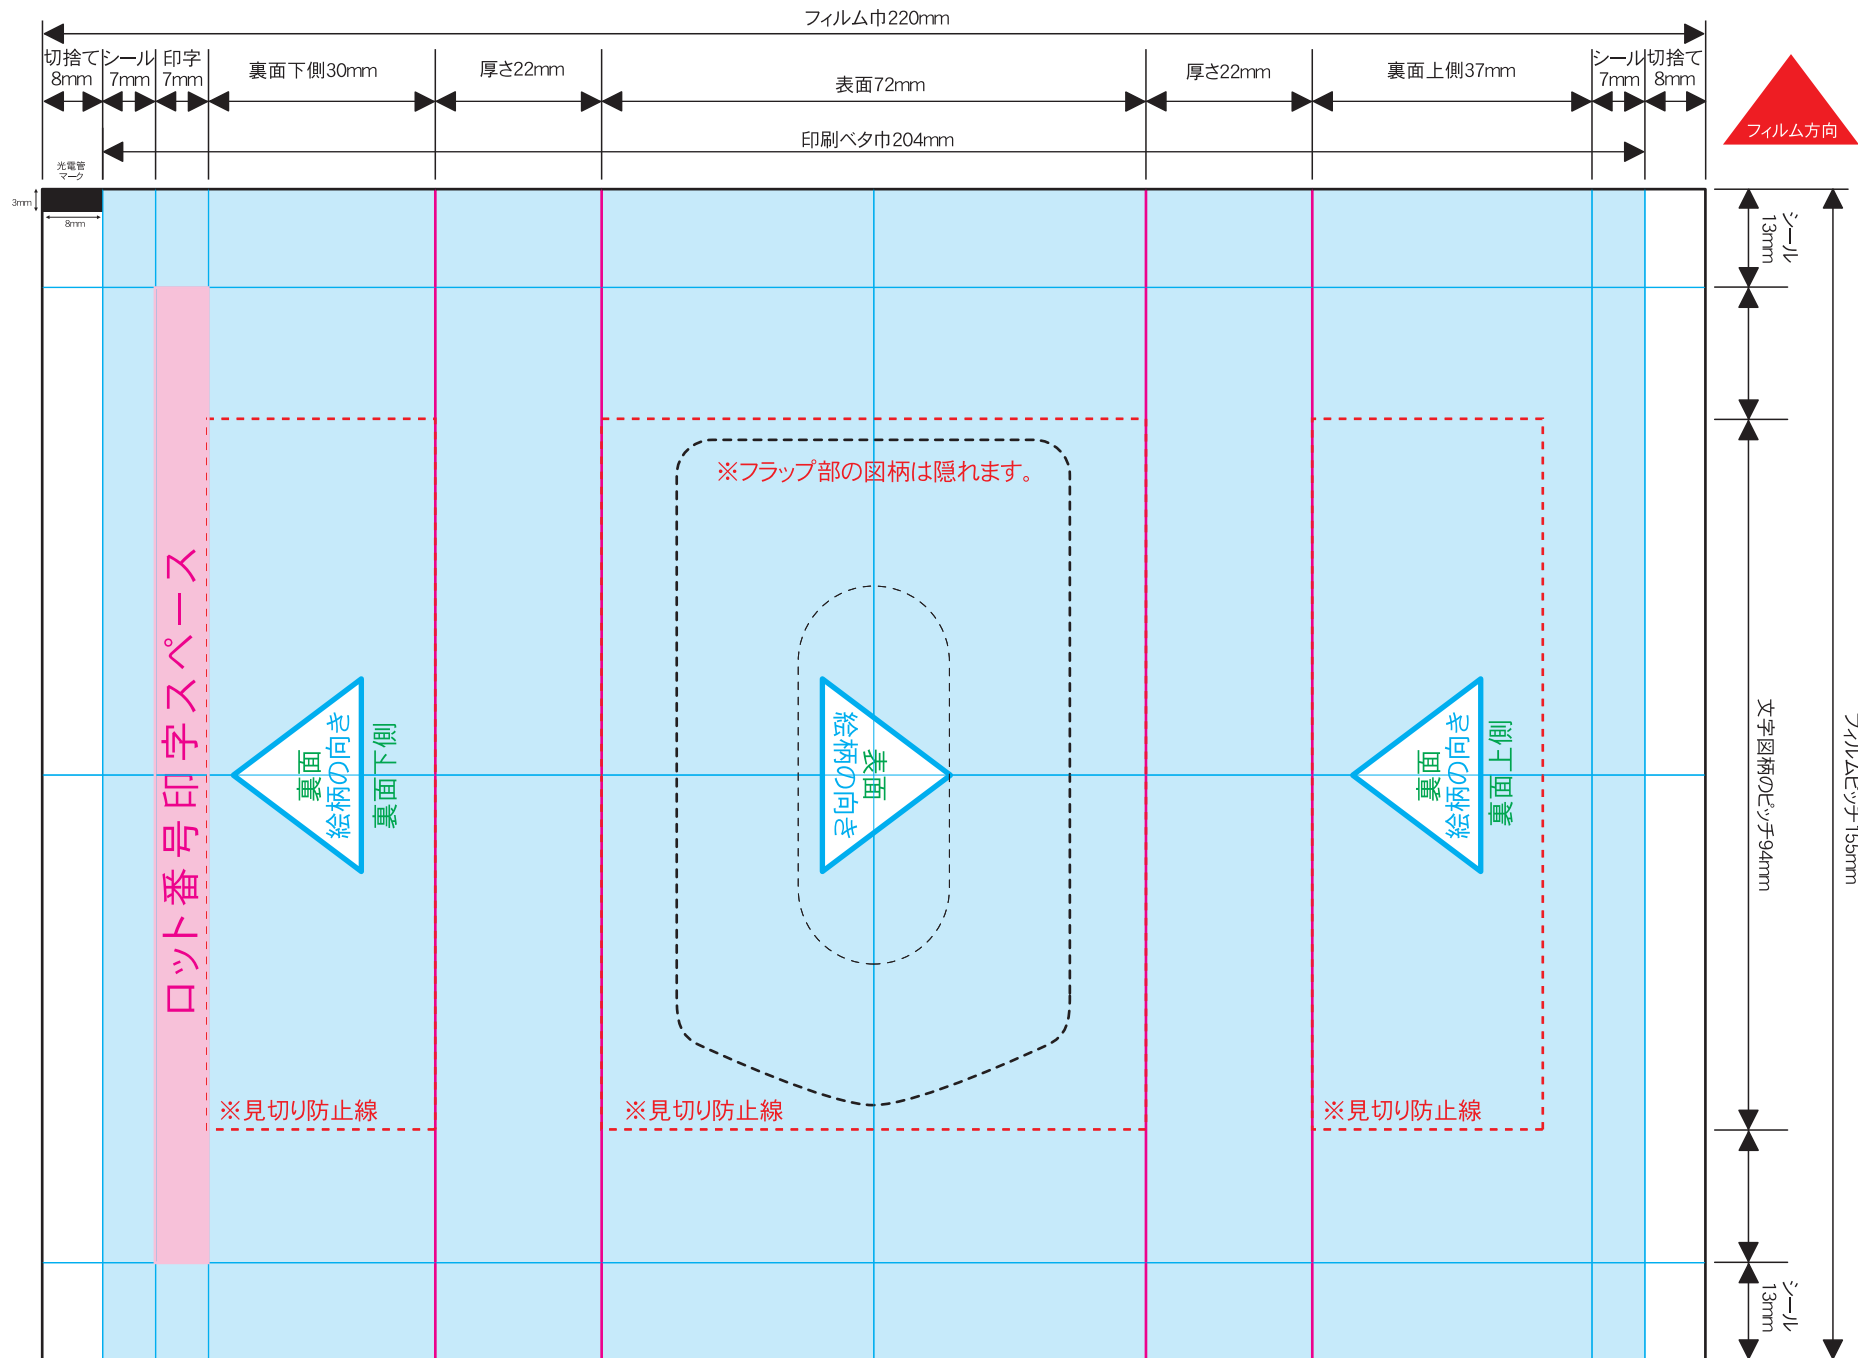 フィルム巾220mm
切捨て
8mm
シール
7mm
印字
7mm
裏面下側30mm
厚さ22mm
表面72mm
厚さ22mm
裏面上側37mm
シール
7mm
切捨て
8mm
フィルム方向
印刷ベタ巾204mm
光電管
マーク
3mm
8mm
シール
13mm
※フラップ部の図柄は隠れます。
ロット番号印字スペース
裏面
絵柄の向き
裏面下側
表面
絵柄の向き
裏面
絵柄の向き
裏面上側
文字図柄のピッチ94mm
フィルムピッチ155mm
※見切り防止線
※見切り防止線
※見切り防止線
シール
13mm